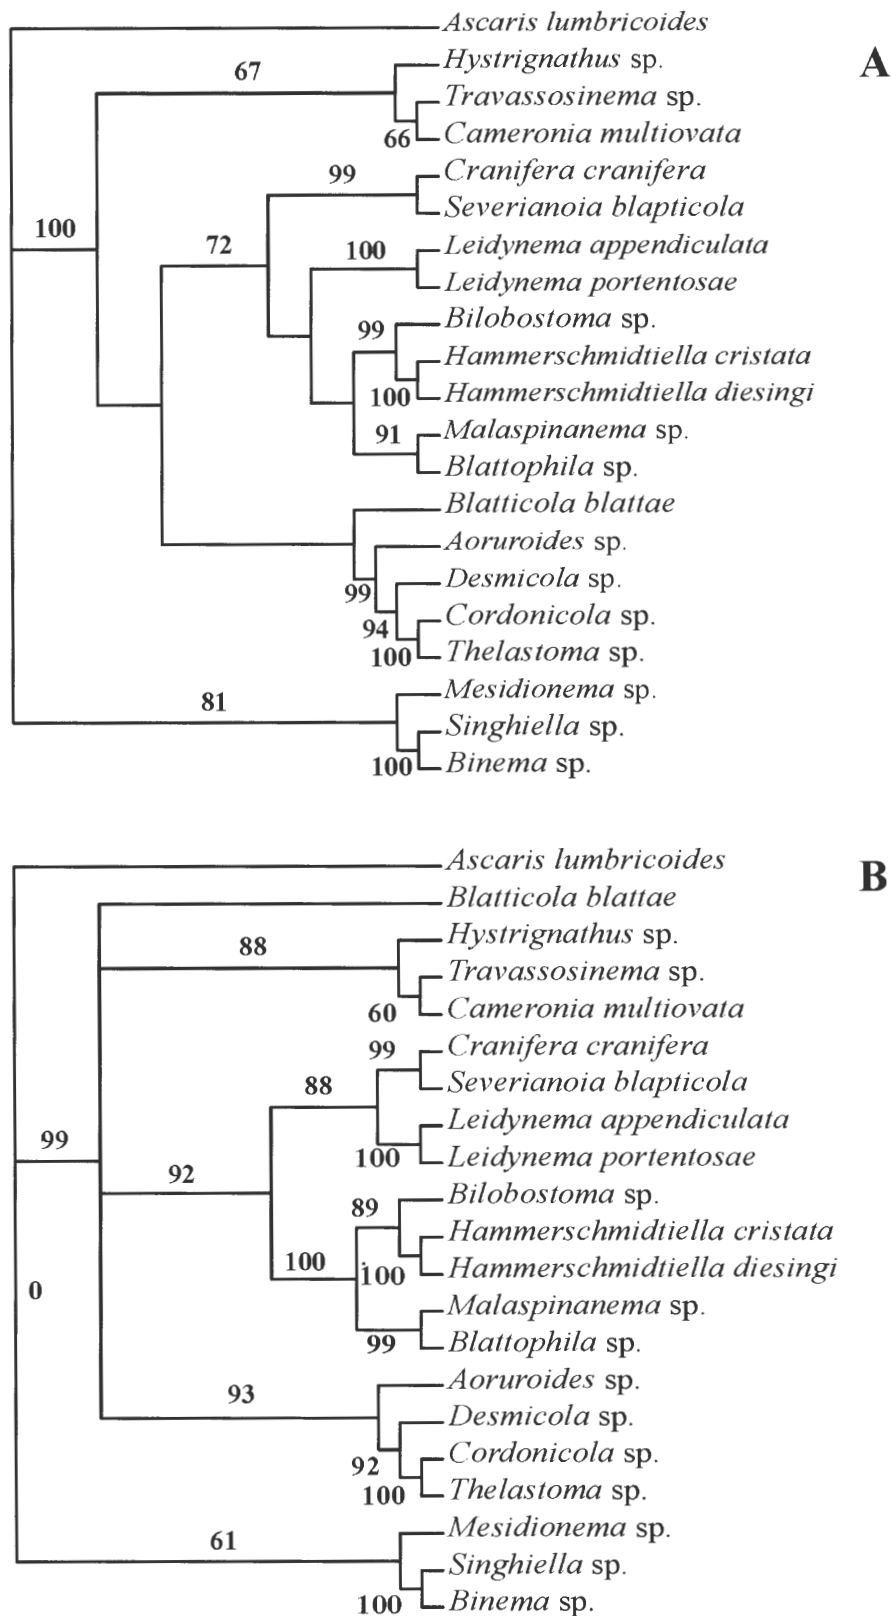 Ascaris lumbricoides
A
Hystrignathus sp.
67
Travassosinema sp.
Cameronia multiovata
66
Cranifera cranifera
99
Severianoia blapticola
100
72
Leidynema appendiculata
100
Leidynema portentosae
Bilobostoma sp.
99
Hammerschmidtiella cristata
Hammerschmidtiella diesingi
100
Malaspinanema sp.
91
Blattophila sp.
Blatticola blattae
Aoruroides sp.
Desmicola sp.
99
Cordonicola sp.
94
Thelastoma sp.
100
Mesidionema sp.
81
Singhiella sp.
Binema sp.
100
Ascaris lumbricoides
B
Blatticola blattae
Hystrignathus sp.
88
Travassosinema sp.
Cameronia multiovata
60
Cranifera cranifera
99
Severianoia blapticola
88
Leidynema appendiculata
99
Leidynema portentosae
100
92
Bilobostoma sp.
89
Hammerschmidtiella cristata
Hammerschmidtiella diesingi
100
100
0
Malaspinanema sp.
Blattophila sp.
99
Aoruroides sp.
93
Desmicola sp.
Cordonicola sp.
92
Thelastoma sp.
100
Mesidionema sp.
61
Singhiella sp.
Binema sp.
100